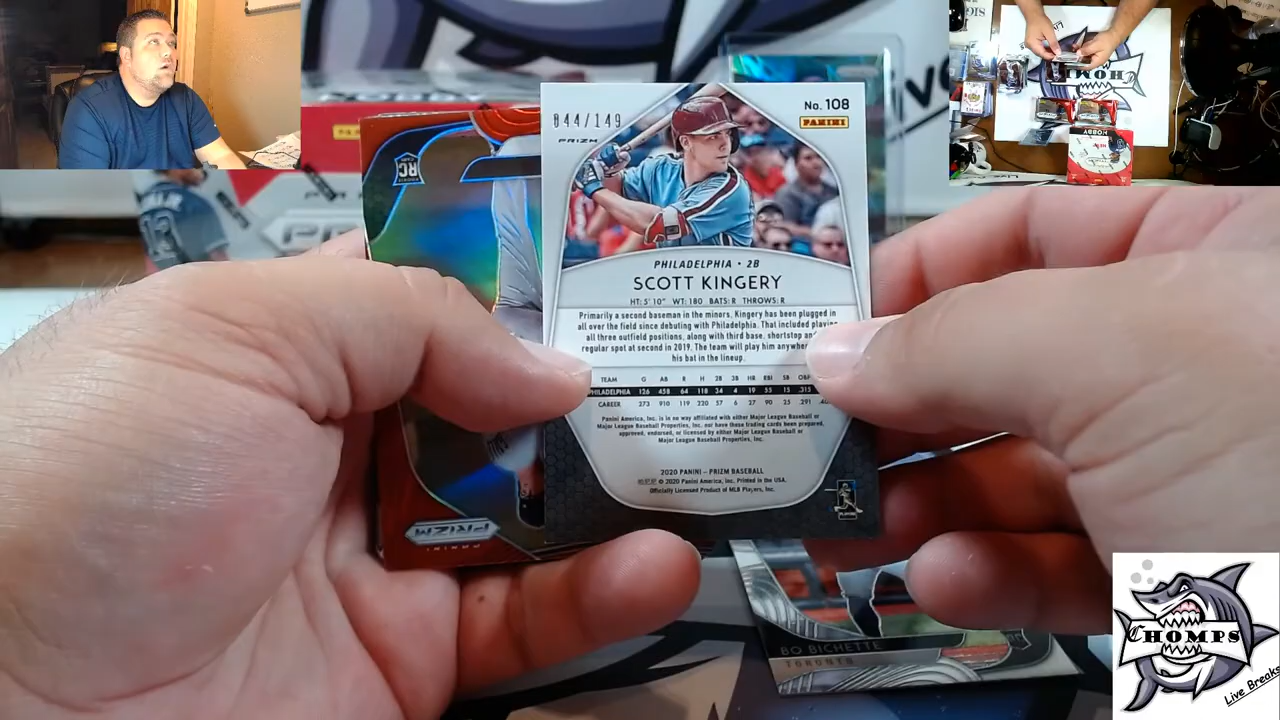 044/149
PRIZM
No. 108
PANINI
RC
PHILADELPHIA • 2B
SCOTT KINGERY
HT: 5' 10" WT: 180 BATS: R THROWS: R
Primarily a second baseman in the minors, Kingery has been plugged in
all over the field since debuting with Philadelphia. That included playing
all three outfield positions, along with third base, shortstop and
regular spot at second in 2019. The team will play him anywhere
his bat in the lineup.
TEAM G AB R H 2B 3B HR RBI SB OBP
PHILADELPHIA 126 458 64 118 34 4 19 55 15 .315
CAREER 273 910 119 220 57 6 27 90 25 .291
Panini America, Inc. is in no way affiliated with either Major League Baseball or
Major League Baseball Properties, Inc. nor have these trading cards been prepared,
approved, endorsed, or licensed by either Major League Baseball or
Major League Baseball Properties, Inc.
2020 PANINI – PRIZM BASEBALL
© 2020 Panini America, Inc. Printed in the USA.
Officially Licensed Product of MLB Players, Inc.
PRIZM
PANINI
BO BICHETTE
TORONTO
HOBBY
CHOMPS
CHOMPS
Live Breaks